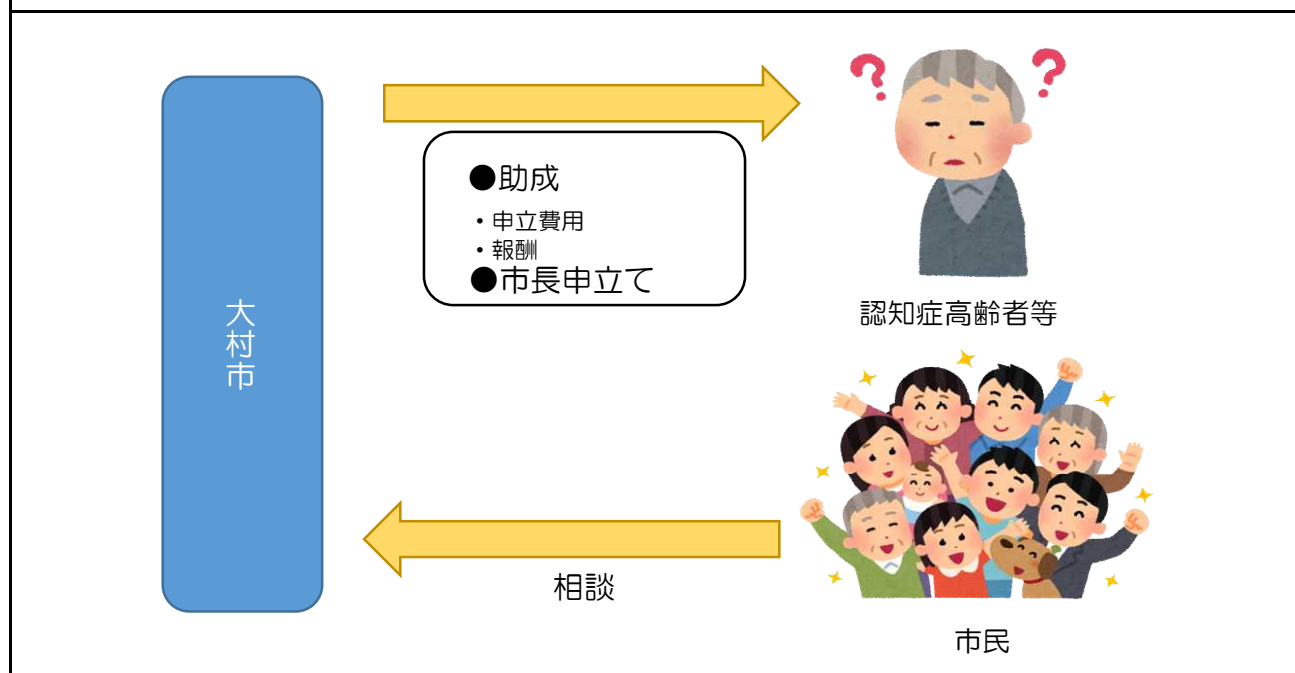 大村市
●助成
・申立費用
・報酬
●市長申立て
認知症高齢者等
相談
市民